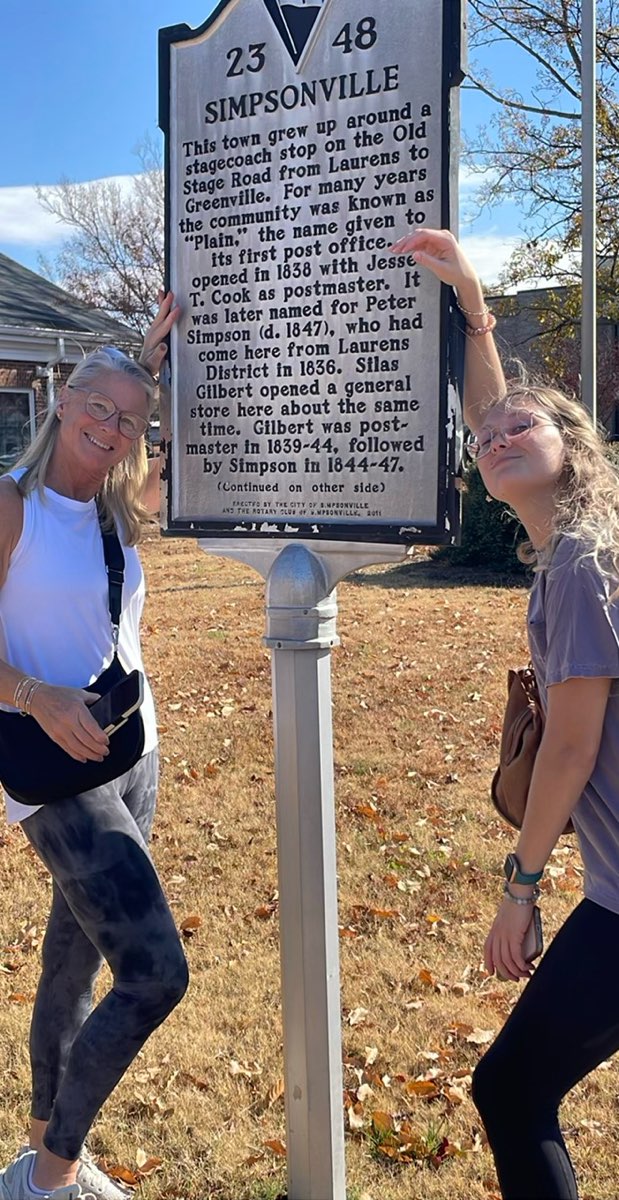 23 48
SIMPSONVILLE
This town grew up around a
stagecoach stop on the Old
Stage Road from Laurens to
Greenville. For many years
the community was known as
"Plain," the name given to
its first post office.
opened in 1838 with Jesse
T. Cook as postmaster. It
was later named for Peter
Simpson (d. 1847), who had
come here from Laurens
District in 1836. Silas
Gilbert opened a general
store here about the same
time. Gilbert was post-
master in 1839-44, followed
by Simpson in 1844-47.
(Continued on other side)
ERECTED BY THE CITY OF SIMPSONVILLE
AND THE ROTARY CLUB OF SIMPSONVILLE, 2011